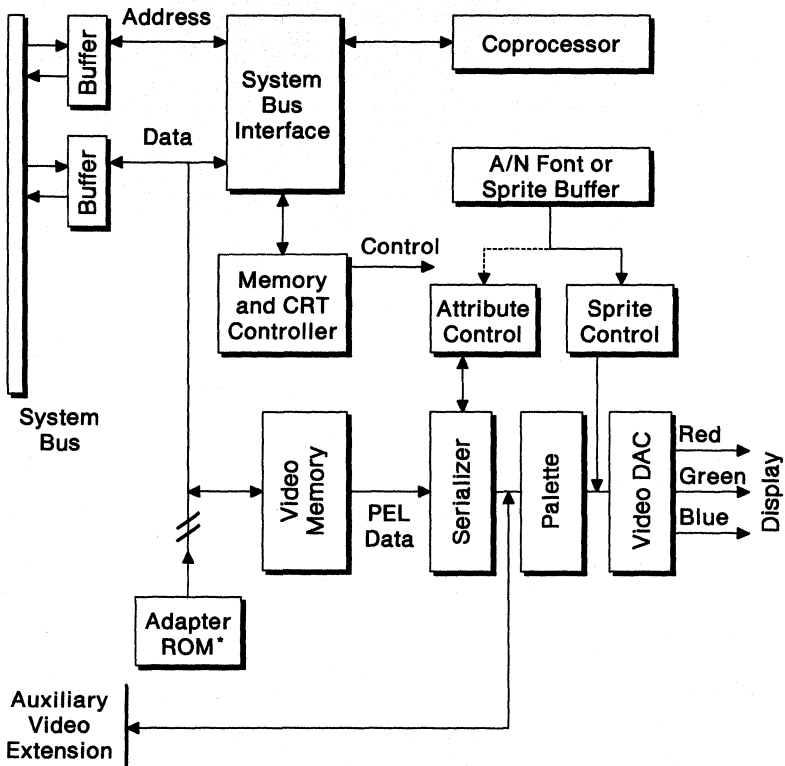 Address
Buffer
System
Bus
Interface
Coprocessor
Data
Buffer
A/N Font or
Sprite Buffer
Control
Memory
and CRT
Controller
Attribute
Control
Sprite
Control
System
Bus
Video
Memory
PEL
Data
Serializer
Palette
Video DAC
Red
Green
Blue
Display
Adapter
ROM*
Auxiliary
Video
Extension